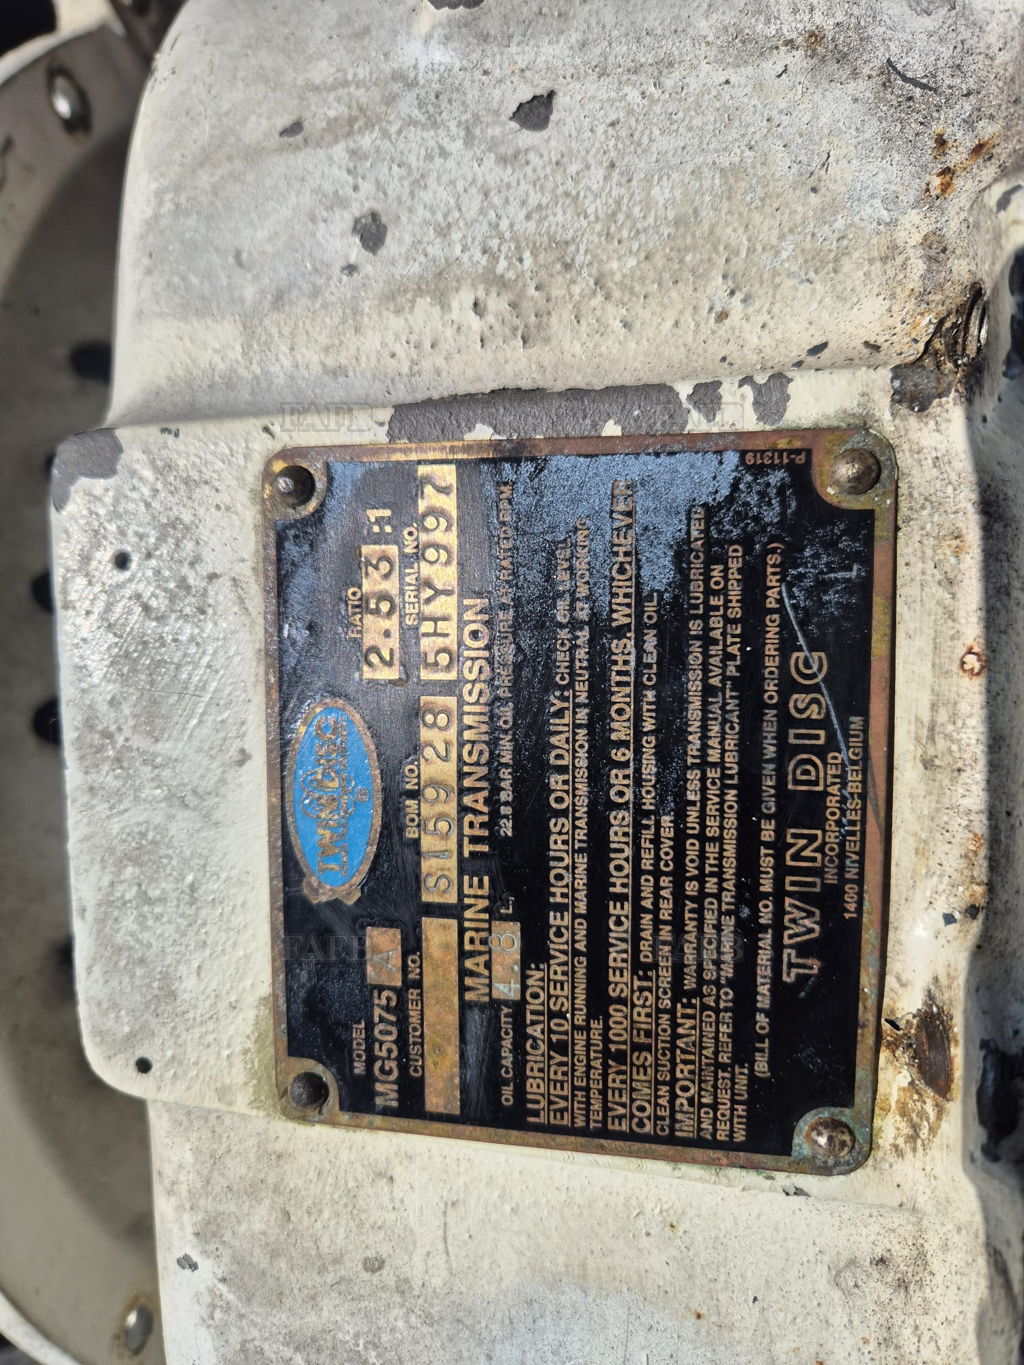 TWIN DISC
MODEL
MG5075 A
RATIO
2.53 :1
CUSTOMER NO.
BOM NO.
S15928
SERIAL NO.
5HY997
MARINE TRANSMISSION
OIL CAPACITY 4.8 L. 22.8 BAR MIN OIL PRESSURE AT RATED RPM
LUBRICATION:
EVERY 10 SERVICE HOURS OR DAILY: CHECK OIL LEVEL
WITH ENGINE RUNNING AND MARINE TRANSMISSION IN NEUTRAL AT WORKING
TEMPERATURE.
EVERY 1000 SERVICE HOURS OR 6 MONTHS, WHICHEVER
COMES FIRST: DRAIN AND REFILL HOUSING WITH CLEAN OIL.
CLEAN SUCTION SCREEN IN REAR COVER.
IMPORTANT: WARRANTY IS VOID UNLESS TRANSMISSION IS LUBRICATED
AND MAINTAINED AS SPECIFIED IN THE SERVICE MANUAL AVAILABLE ON
REQUEST. REFER TO "MARINE TRANSMISSION LUBRICANT" PLATE SHIPPED
WITH UNIT.
(BILL OF MATERIAL NO. MUST BE GIVEN WHEN ORDERING PARTS.)
TWIN DISC
INCORPORATED
1400 NIVELLES-BELGIUM
P-11319